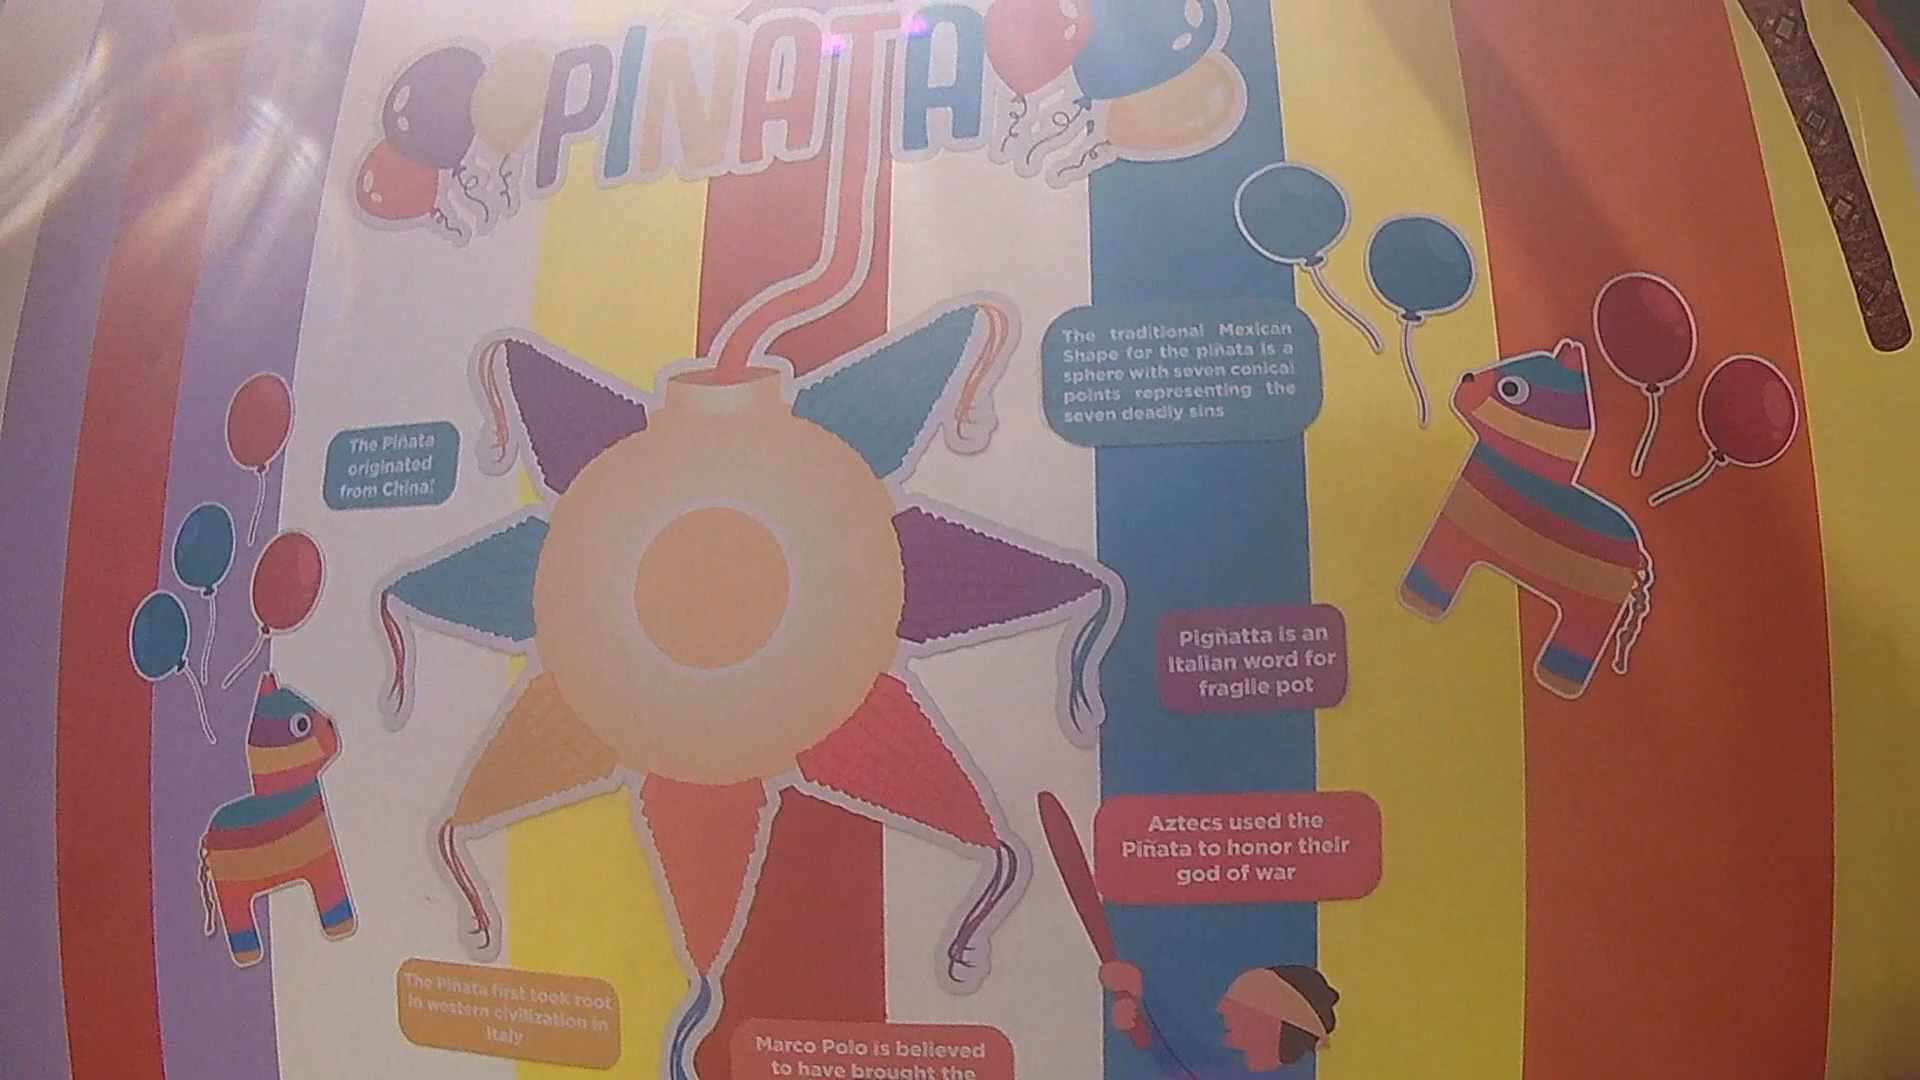 PIÑATA
The traditional Mexican
Shape for the piñata is a
sphere with seven conical
points representing the
seven deadly sins
The Piñata
originated
from China!
Pigñatta is an
Italian word for
fragile pot
Aztecs used the
Piñata to honor their
god of war
The Piñata first took root
in western civilization in
Italy
Marco Polo is believed
to have brought the